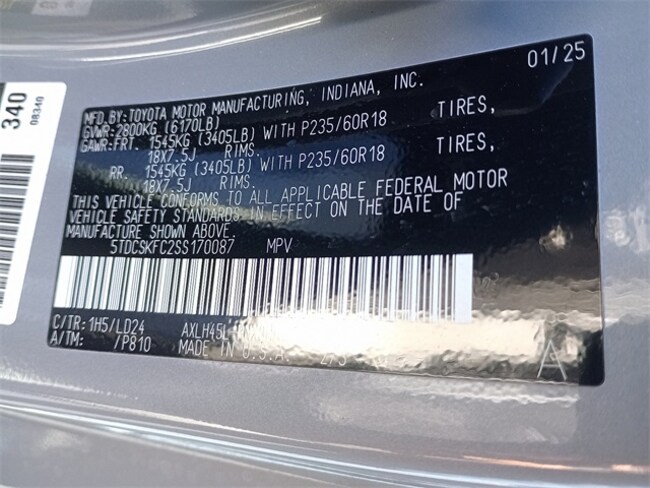 340
08340
01/25
MFD.BY:TOYOTA MOTOR MANUFACTURING, INDIANA, INC.
GVWR:2800KG (6170LB)
GAWR:FRT. 1545KG (3405LB) WITH P235/60R18 TIRES,
18X7.5J RIMS.
RR. 1545KG (3405LB) WITH P235/60R18 TIRES,
18X7.5J RIMS.
THIS VEHICLE CONFORMS TO ALL APPLICABLE FEDERAL MOTOR
VEHICLE SAFETY STANDARDS IN EFFECT ON THE DATE OF
MANUFACTURE SHOWN ABOVE.
5TDCSKFC2SS170087 MPV
C/TR: 1H5/LD24 AXLH45L
A/TM: /P810 MADE IN U.S.A.
A